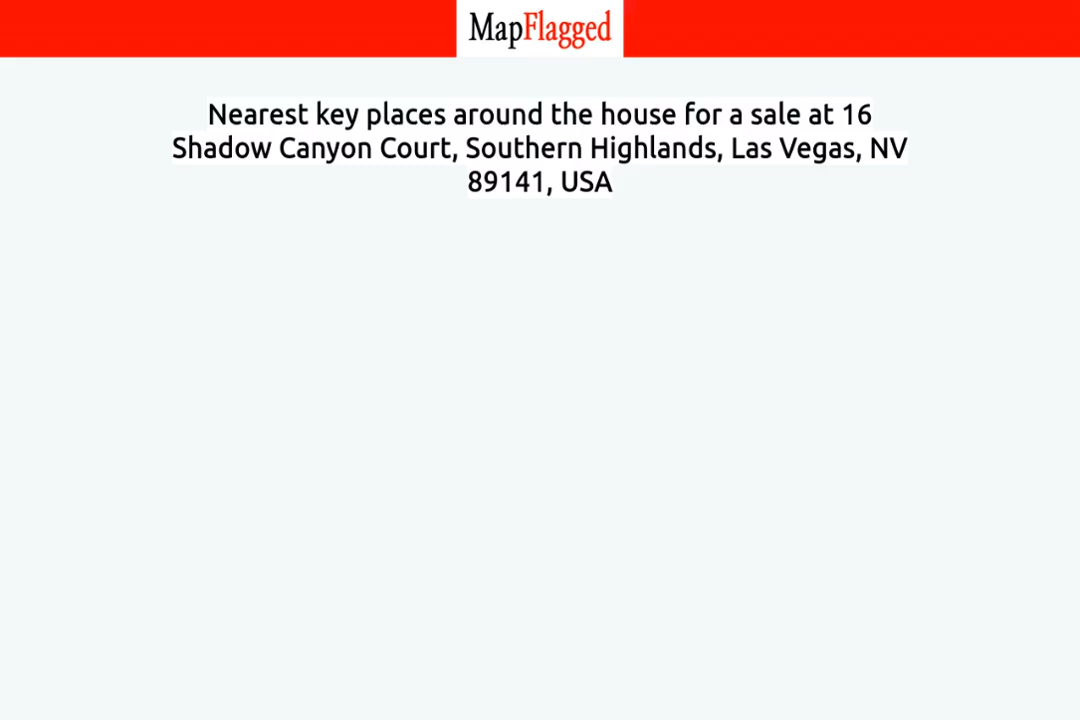 MapFlagged
Nearest key places around the house for a sale at 16
Shadow Canyon Court, Southern Highlands, Las Vegas, NV
89141, USA